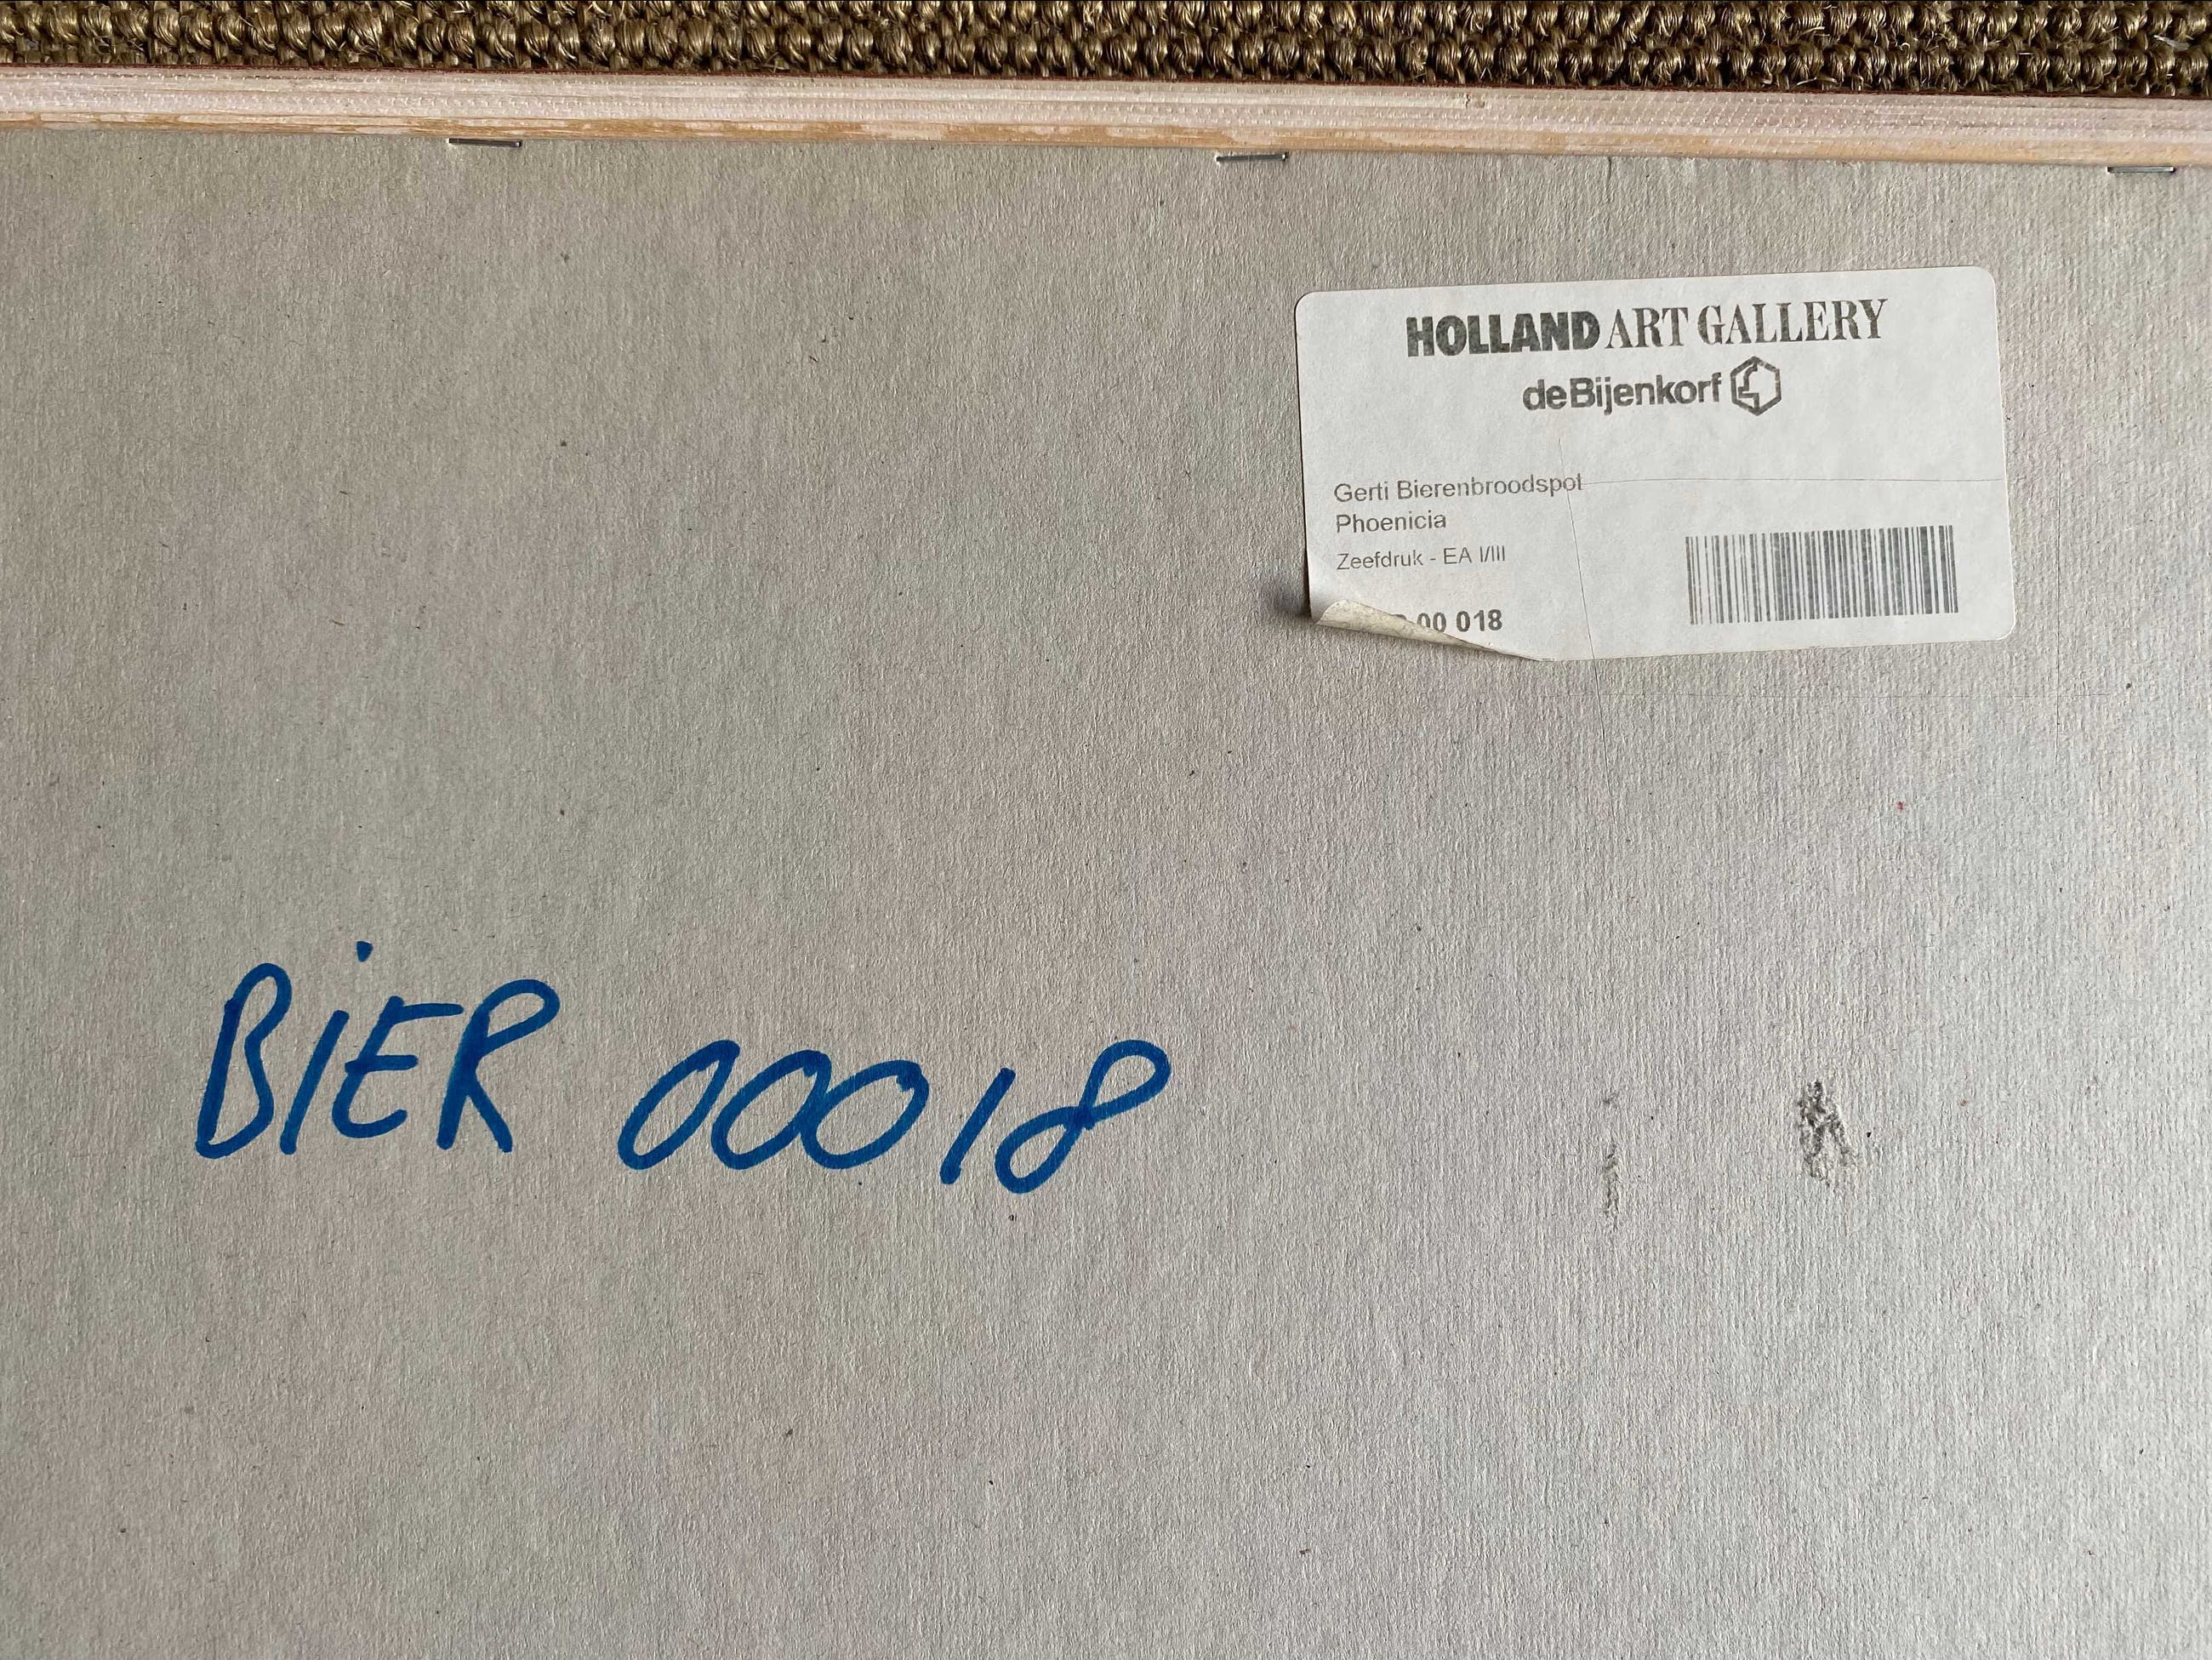 HOLLAND ART GALLERY
deBijenkorf
Gerti Bierenbroodspot
Phoenicia
Zeefdruk - EA I/III
00 018
BiER 00018